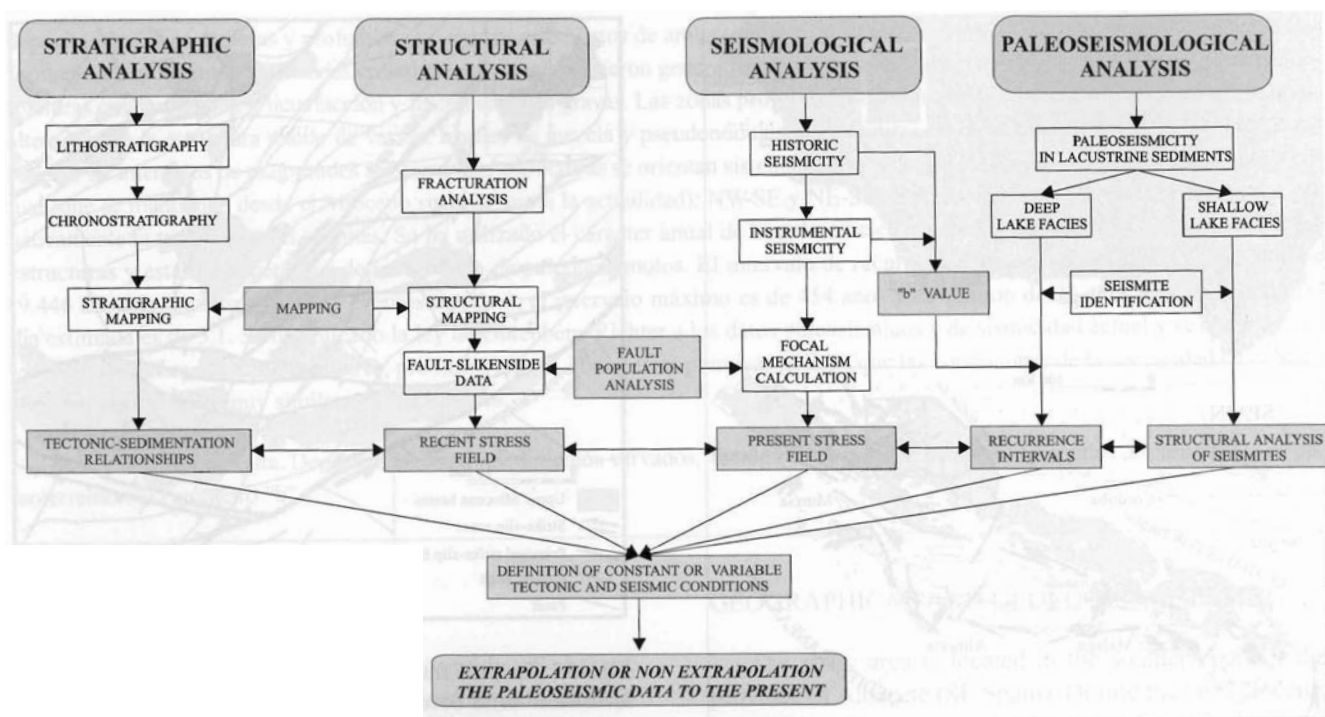 STRATIGRAPHIC
ANALYSIS
STRUCTURAL
ANALYSIS
SEISMOLOGICAL
ANALYSIS
PALEOSEISMOLOGICAL
ANALYSIS
LITHOSTRATIGRAPHY
HISTORIC
SEISMICITY
PALEOSEISMICITY
IN LACUSTRINE SEDIMENTS
FRACTURATION
ANALYSIS
CHRONOSTRATIGRAPHY
INSTRUMENTAL
SEISMICITY
DEEP
LAKE FACIES
SHALLOW
LAKE FACIES
STRATIGRAPHIC
MAPPING
MAPPING
STRUCTURAL
MAPPING
"b" VALUE
SEISMITE
IDENTIFICATION
FAULT-SLIKENSIDE
DATA
FAULT
POPULATION
ANALYSIS
FOCAL
MECHANISM
CALCULATION
TECTONIC-SEDIMENTATION
RELATIONSHIPS
RECENT STRESS
FIELD
PRESENT STRESS
FIELD
RECURRENCE
INTERVALS
STRUCTURAL ANALYSIS
OF SEISMITES
DEFINITION OF CONSTANT OR VARIABLE
TECTONIC AND SEISMIC CONDITIONS
EXTRAPOLATION OR NON EXTRAPOLATION
THE PALEOSEISMIC DATA TO THE PRESENT